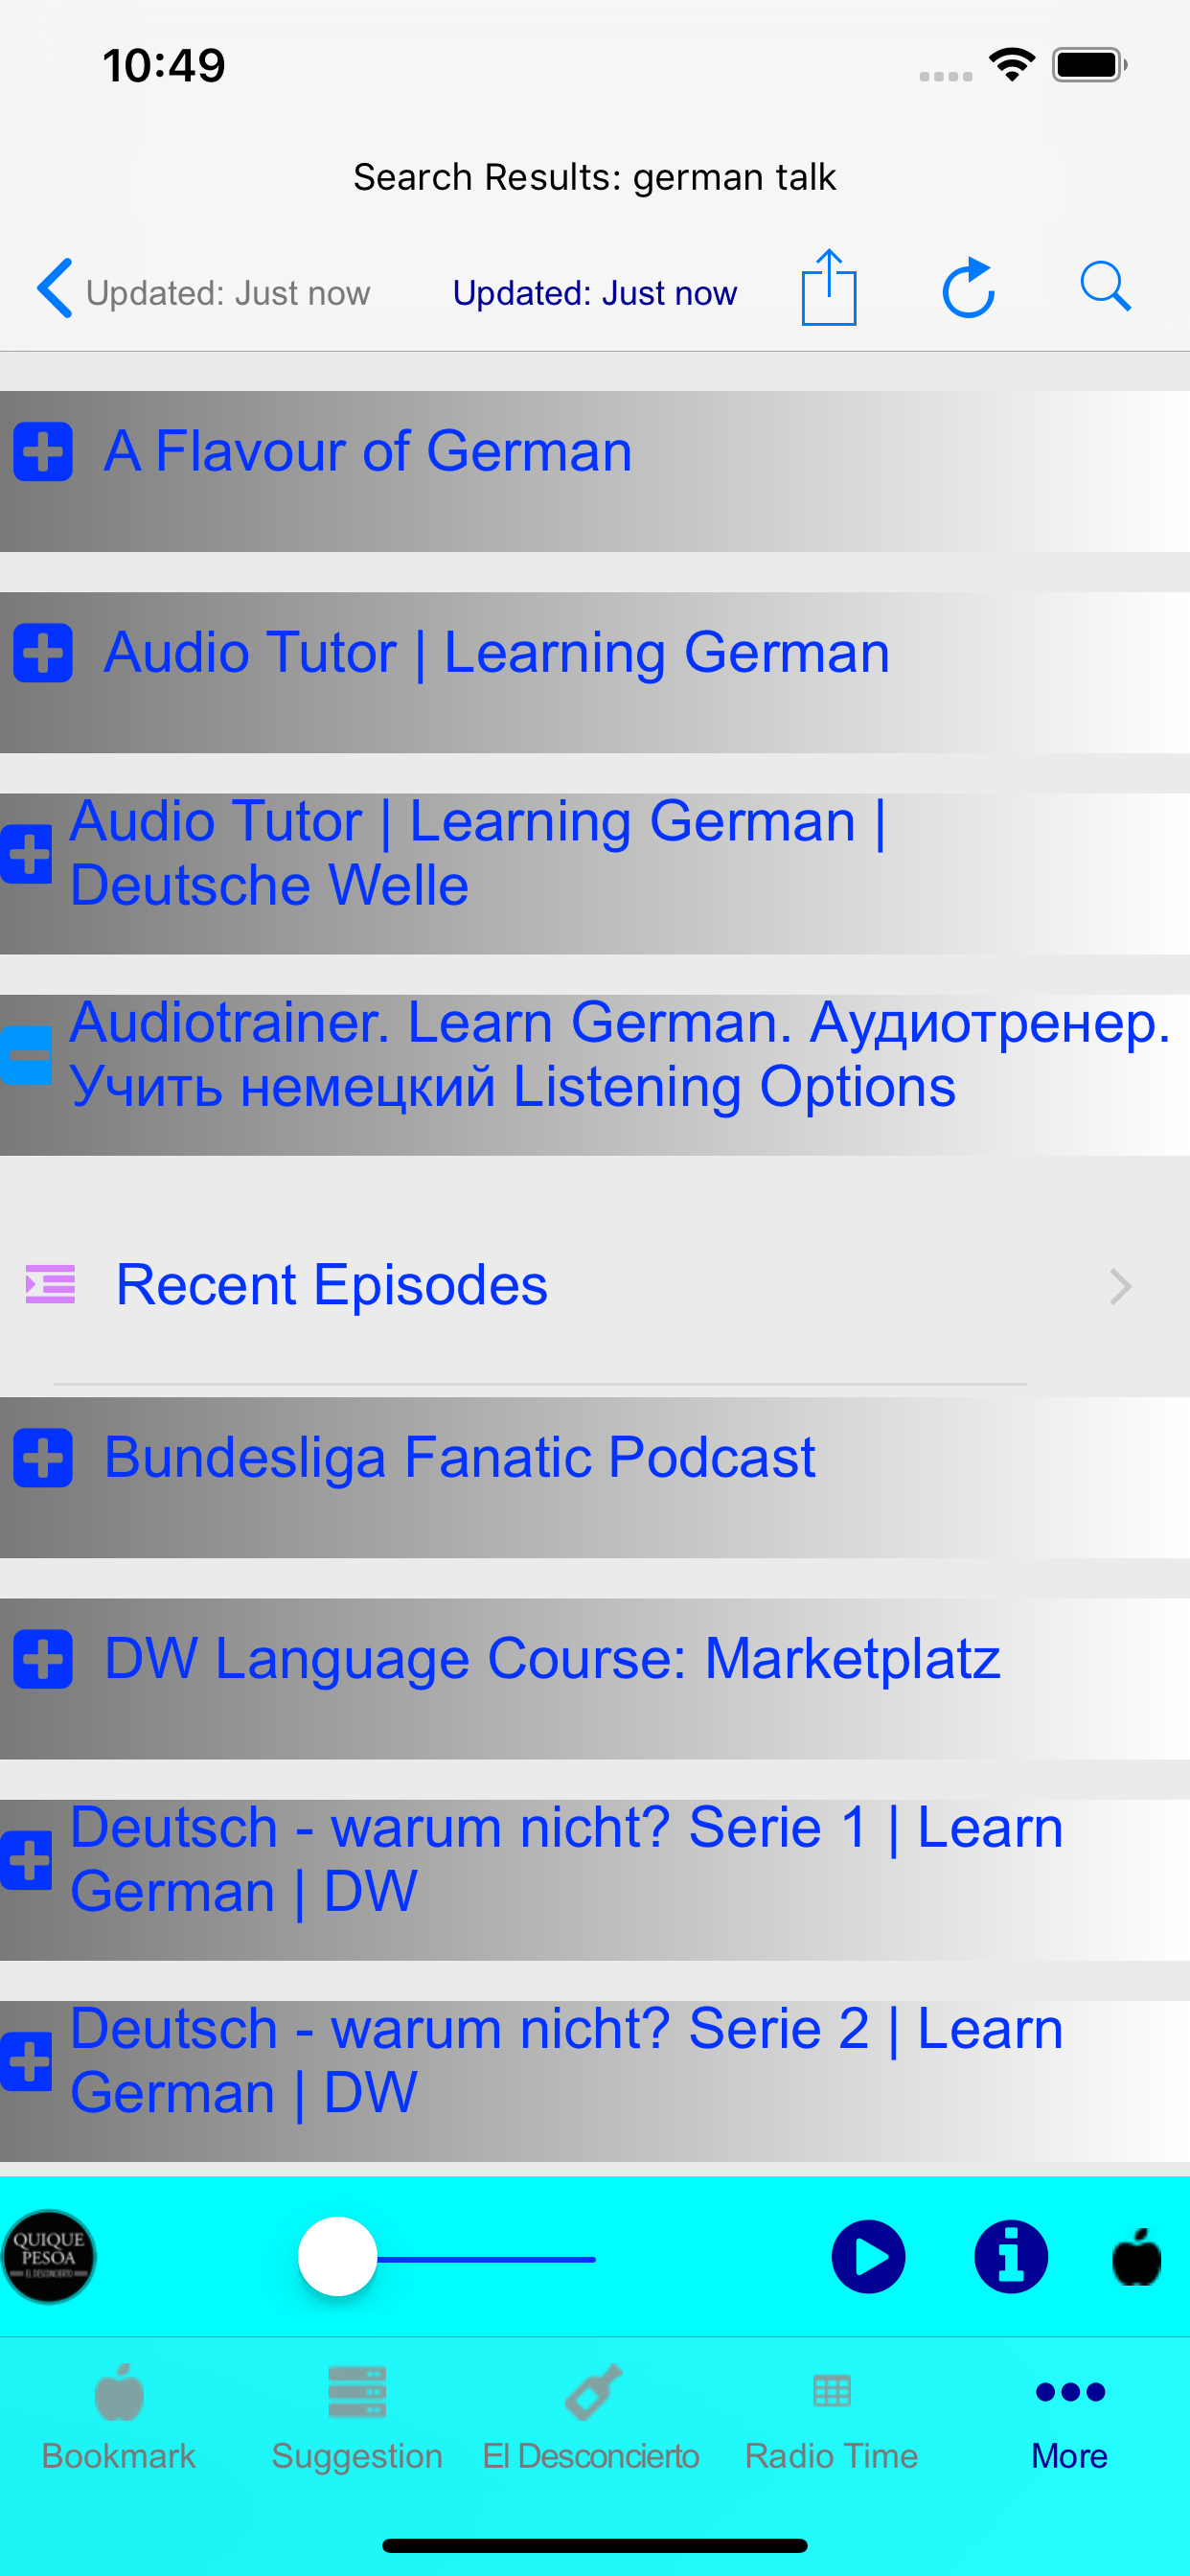 10:49
Search Results: german talk
Updated: Just now
Updated: Just now
A Flavour of German
Audio Tutor | Learning German
Audio Tutor | Learning German |
Deutsche Welle
Audiotrainer. Learn German. Аудиотренер.
Учить немецкий Listening Options
Recent Episodes
Bundesliga Fanatic Podcast
DW Language Course: Marketplatz
Deutsch - warum nicht? Serie 1 | Learn
German | DW
Deutsch - warum nicht? Serie 2 | Learn
German | DW
QUIQUE
PESOA
EL DESCONCIERTO
Bookmark
Suggestion
El Desconcierto
Radio Time
More